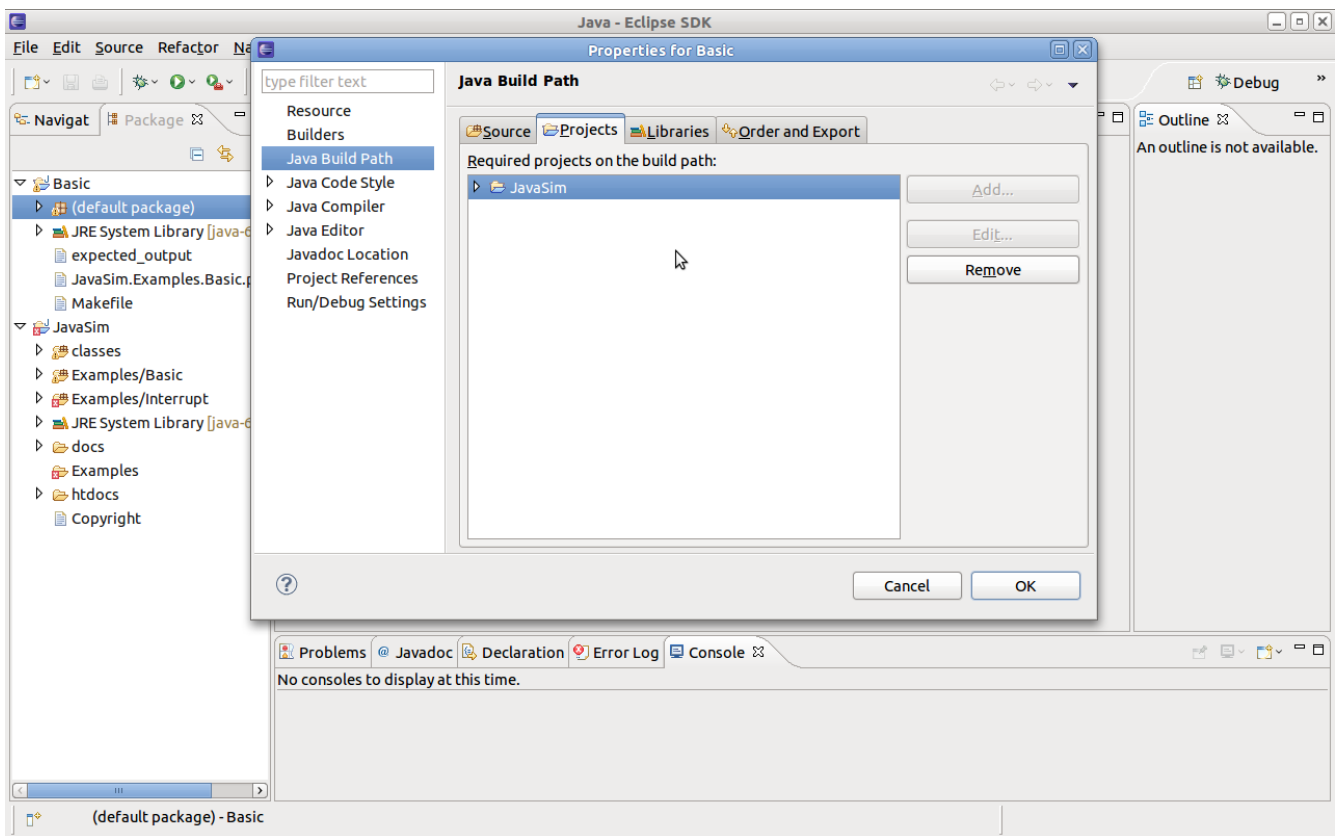 Java - Eclipse SDK
File Edit Source Refactor Na
Properties for Basic
type filter text
Java Build Path
Debug
»
Navigat
Package
Outline
An outline is not available.
Resource
Builders
Java Build Path
Java Code Style
Java Compiler
Java Editor
Javadoc Location
Project References
Run/Debug Settings
Source Projects Libraries Order and Export
Required projects on the build path:
JavaSim
Add...
Edit...
Remove
Basic
(default package)
JRE System Library [java-6
expected_output
JavaSim.Examples.Basic.p
Makefile
JavaSim
classes
Examples/Basic
Examples/Interrupt
JRE System Library [java-6
docs
Examples
htdocs
Copyright
?
Cancel
OK
Problems @ Javadoc Declaration Error Log Console
No consoles to display at this time.
(default package) - Basic